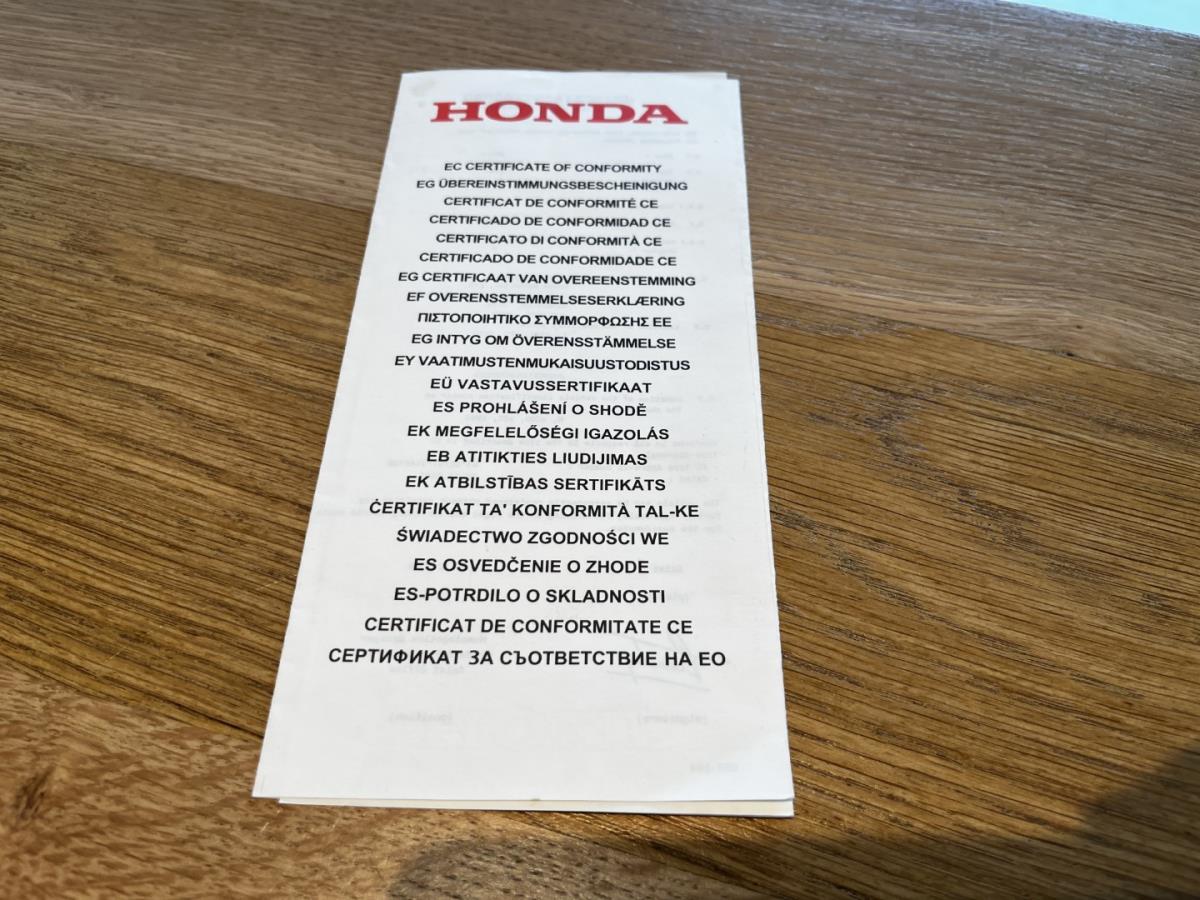 HONDA
EC CERTIFICATE OF CONFORMITY
EG ÜBEREINSTIMMUNGSBESCHEINIGUNG
CERTIFICAT DE CONFORMITÉ CE
CERTIFICADO DE CONFORMIDAD CE
CERTIFICATO DI CONFORMITÀ CE
CERTIFICADO DE CONFORMIDADE CE
EG CERTIFICAAT VAN OVEREENSTEMMING
EF OVERENSSTEMMELSESERKLÆRING
ΠΙΣΤΟΠΟΙΗΤΙΚΟ ΣΥΜΜΟΡΦΩΣΗΣ ΕΕ
EG INTYG OM ÖVERENSSTÄMMELSE
EY VAATIMUSTENMUKAISUUSTODISTUS
EÜ VASTAVUSSERTIFIKAAT
ES PROHLÁŠENÍ O SHODĚ
EK MEGFELELŐSÉGI IGAZOLÁS
EB ATITIKTIES LIUDIJIMAS
EK ATBILSTĪBAS SERTIFIKĀTS
ĊERTIFIKAT TA' KONFORMITÀ TAL-KE
ŚWIADECTWO ZGODNOŚCI WE
ES OSVEDČENIE O ZHODE
ES-POTRDILO O SKLADNOSTI
CERTIFICAT DE CONFORMITATE CE
СЕРТИФИКАТ ЗА СЪОТВЕТСТВИЕ НА ЕО